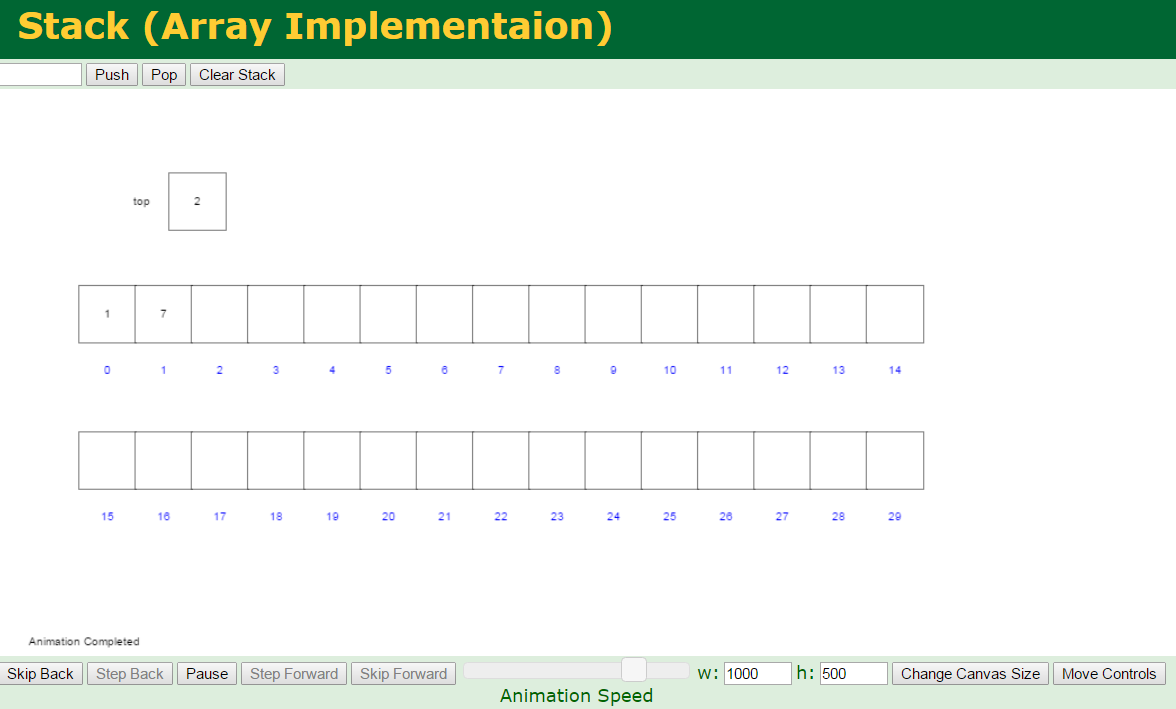 Stack (Array Implementaion)
Push Pop Clear Stack
top 2
1 7
0 1 2 3 4 5 6 7 8 9 10 11 12 13 14
15 16 17 18 19 20 21 22 23 24 25 26 27 28 29
Animation Completed
Skip Back Step Back Pause Step Forward Skip Forward w: 1000 h: 500 Change Canvas Size Move Controls
Animation Speed